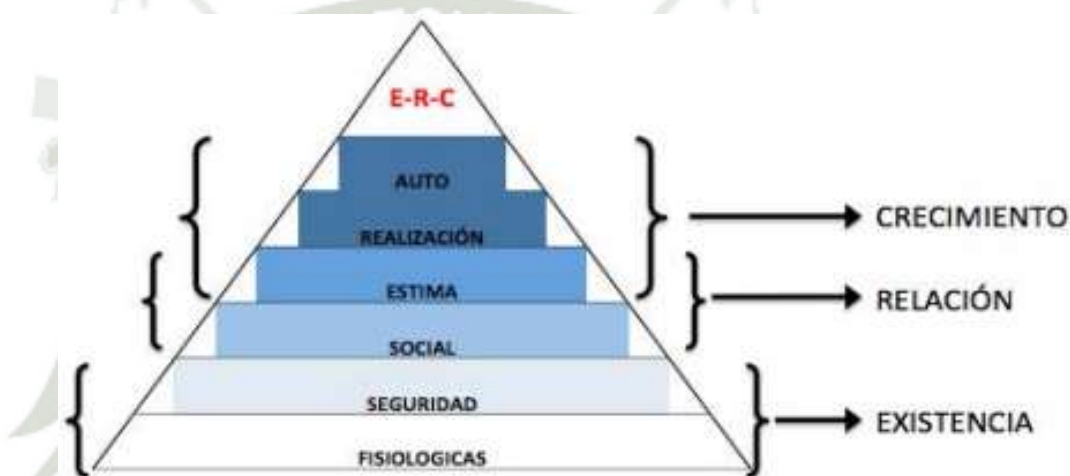 E-R-C
AUTO
REALIZACIÓN
CRECIMIENTO
ESTIMA
RELACIÓN
SOCIAL
SEGURIDAD
EXISTENCIA
FISIOLOGICAS